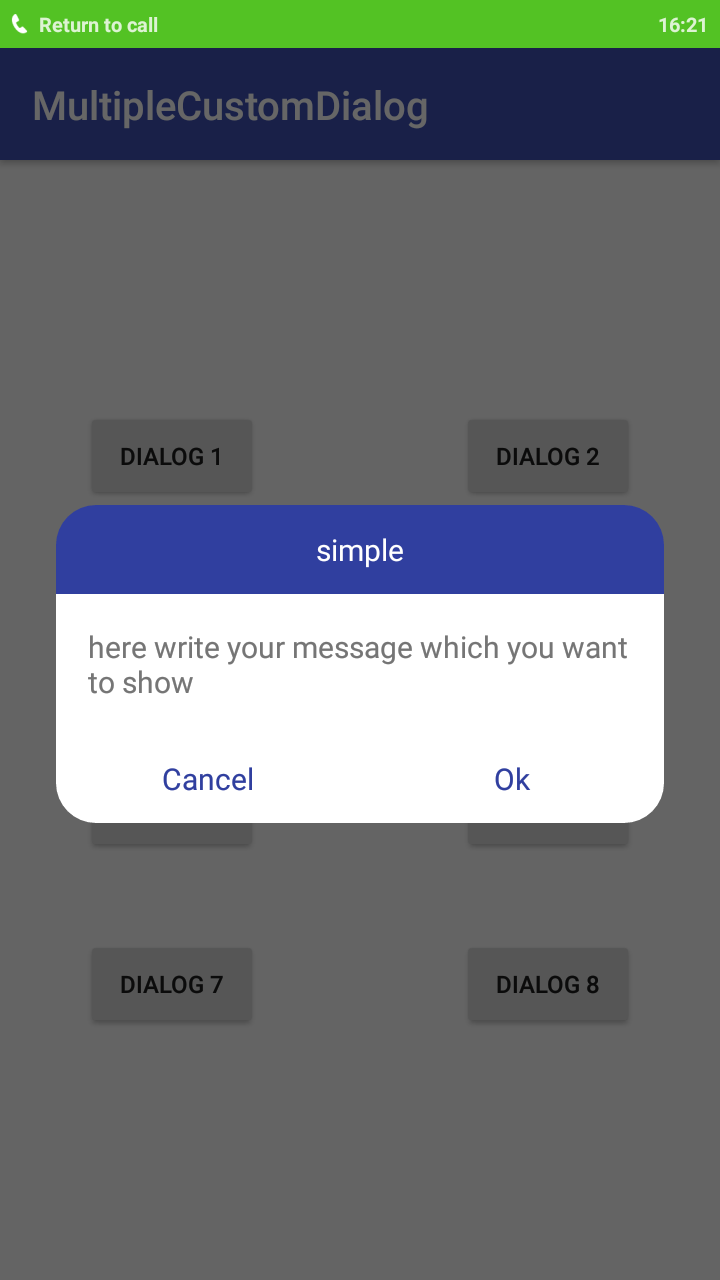 Return to call 16:21
MultipleCustomDialog
DIALOG 1 DIALOG 2
simple
here write your message which you want
to show
Cancel Ok
DIALOG 7 DIALOG 8